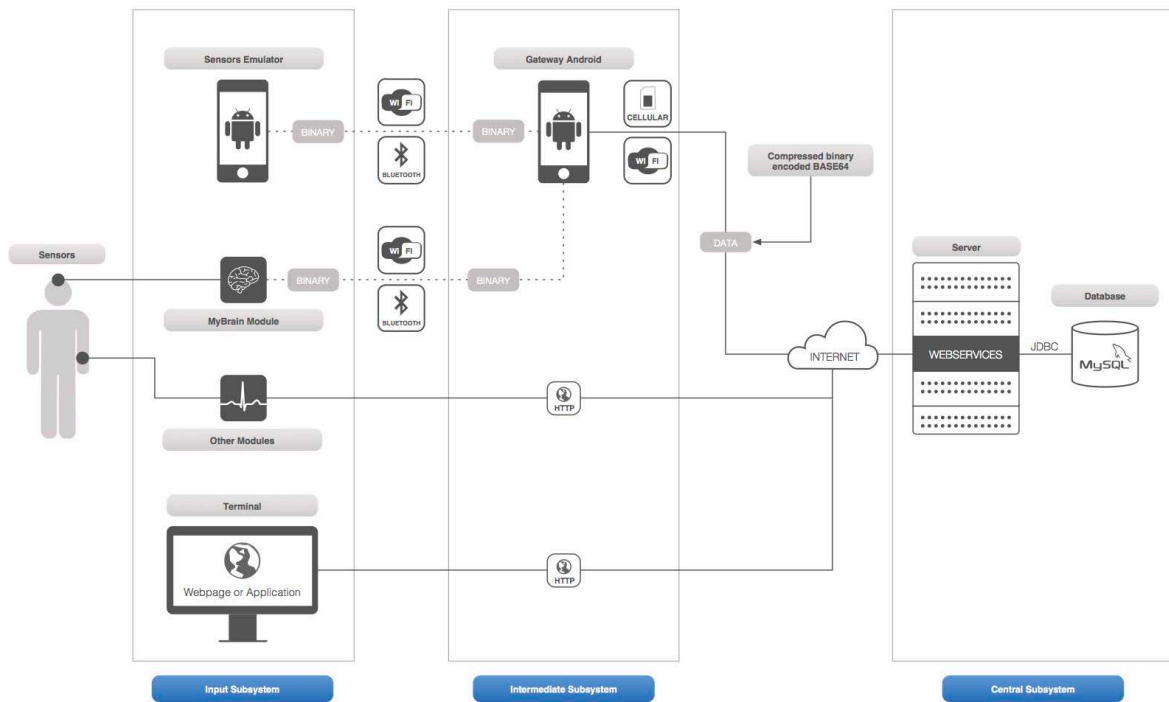 Sensors Emulator
Gateway Android
WI FI
CELLULAR
BINARY
BINARY
BLUETOOTH
WI FI
Compressed binary
encoded BASE64
DATA
Sensors
WI FI
Server
BINARY
BINARY
Database
MyBrain Module
BLUETOOTH
INTERNET
WEBSERVICES
JDBC
MySQL
HTTP
Other Modules
Terminal
Webpage or Application
HTTP
Input Subsystem
Intermediate Subsystem
Central Subsystem